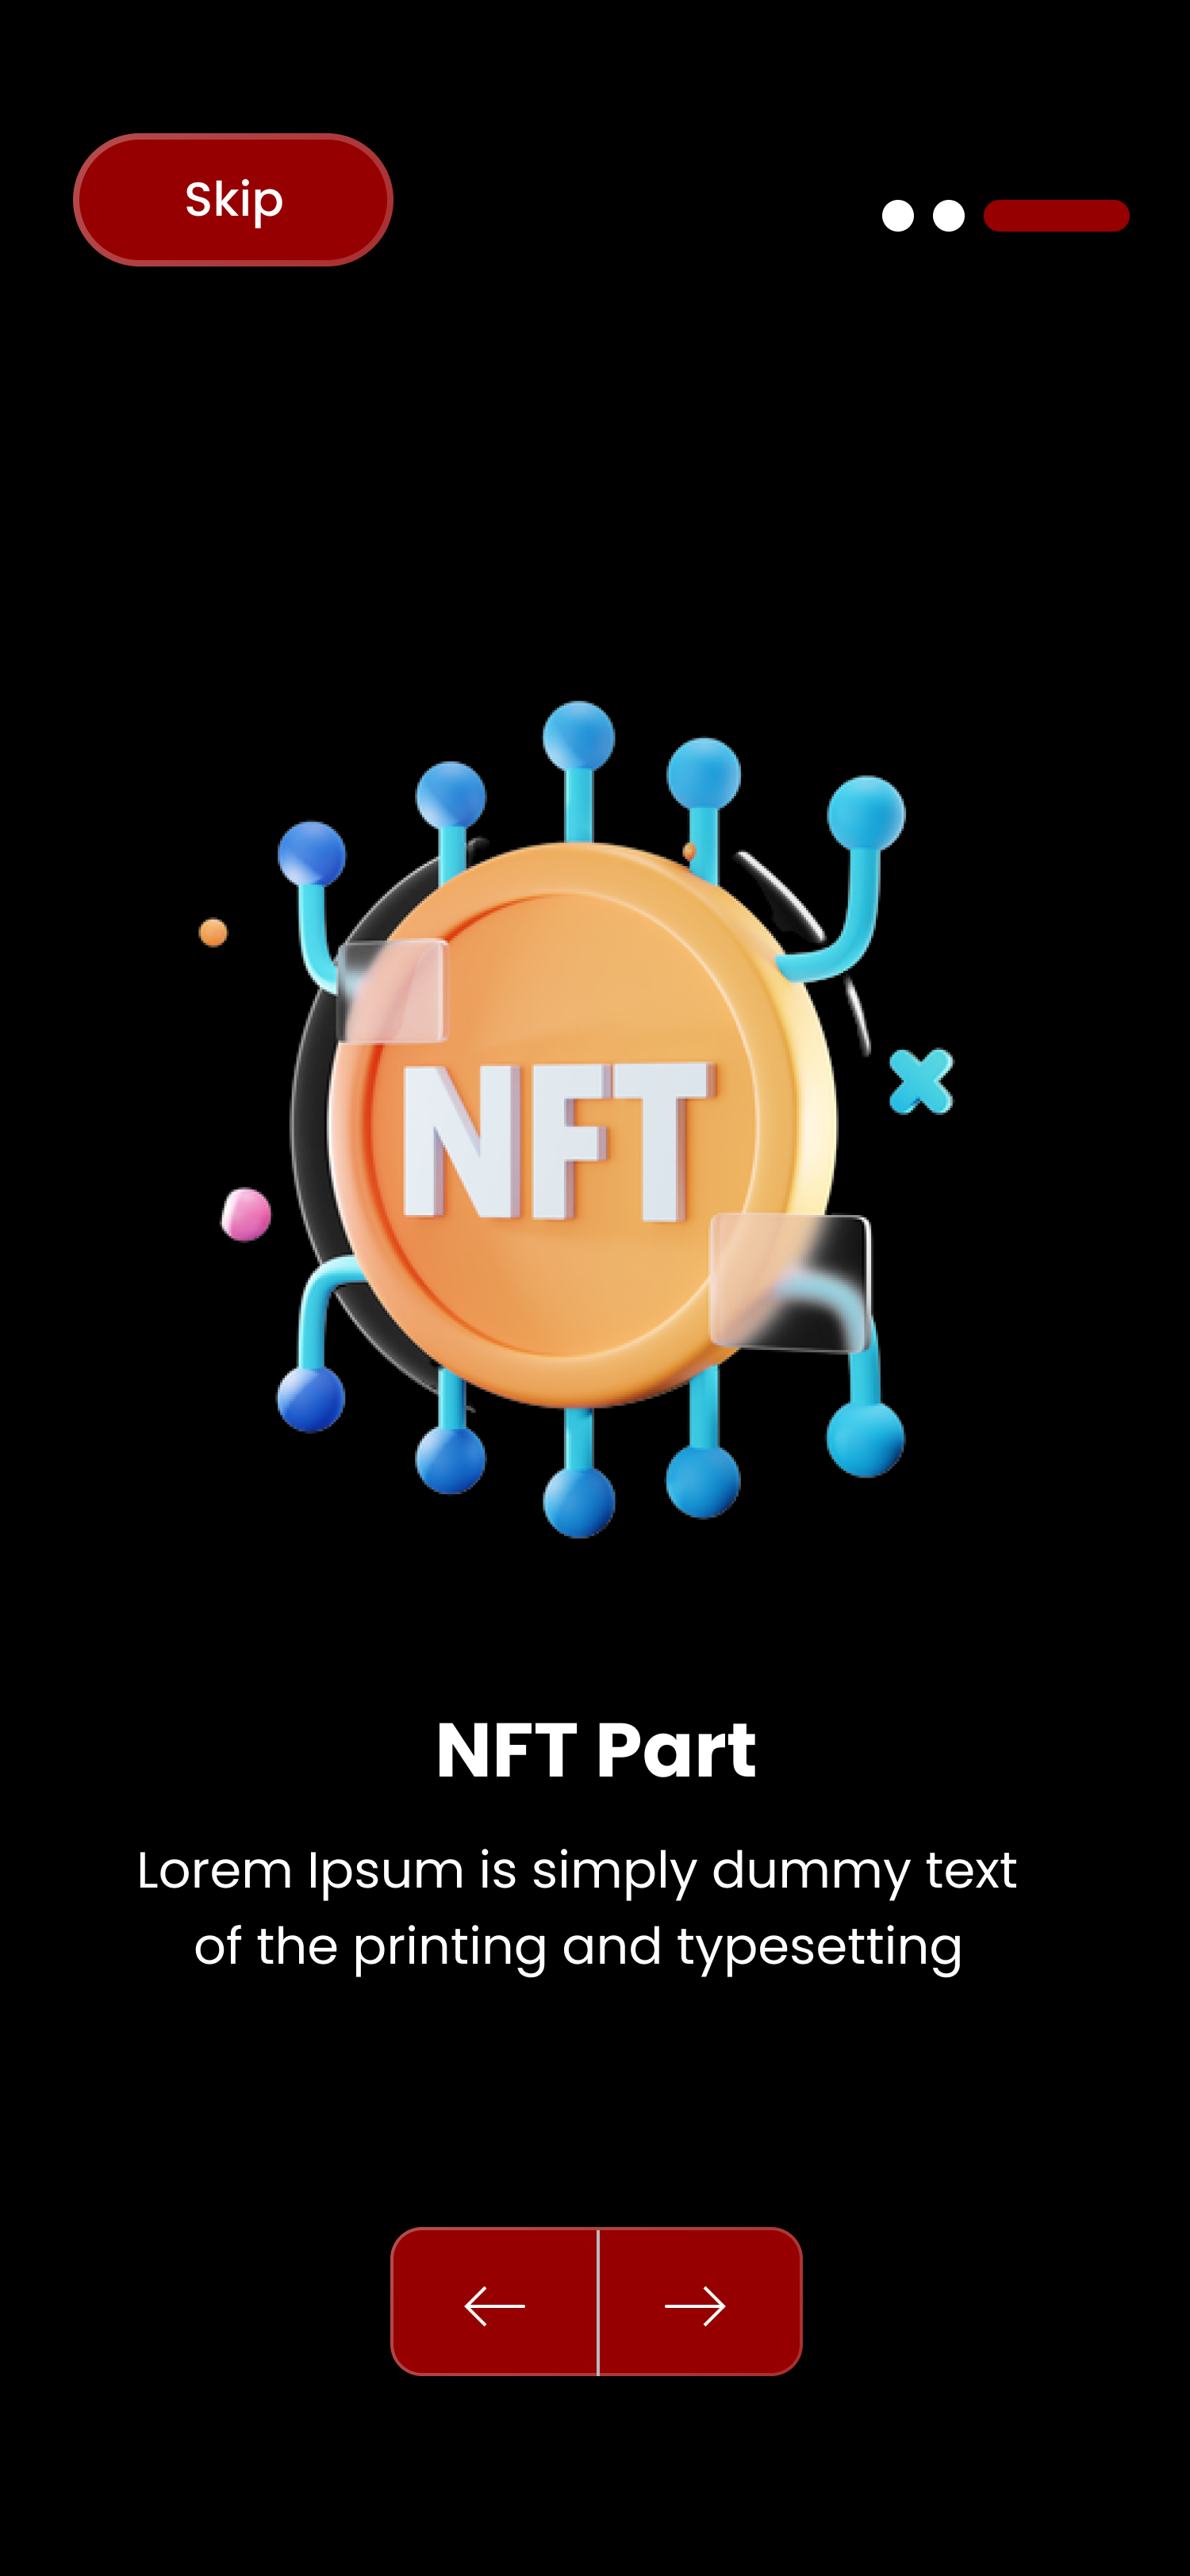 Skip
NFT
NFT Part
Lorem Ipsum is simply dummy text
of the printing and typesetting